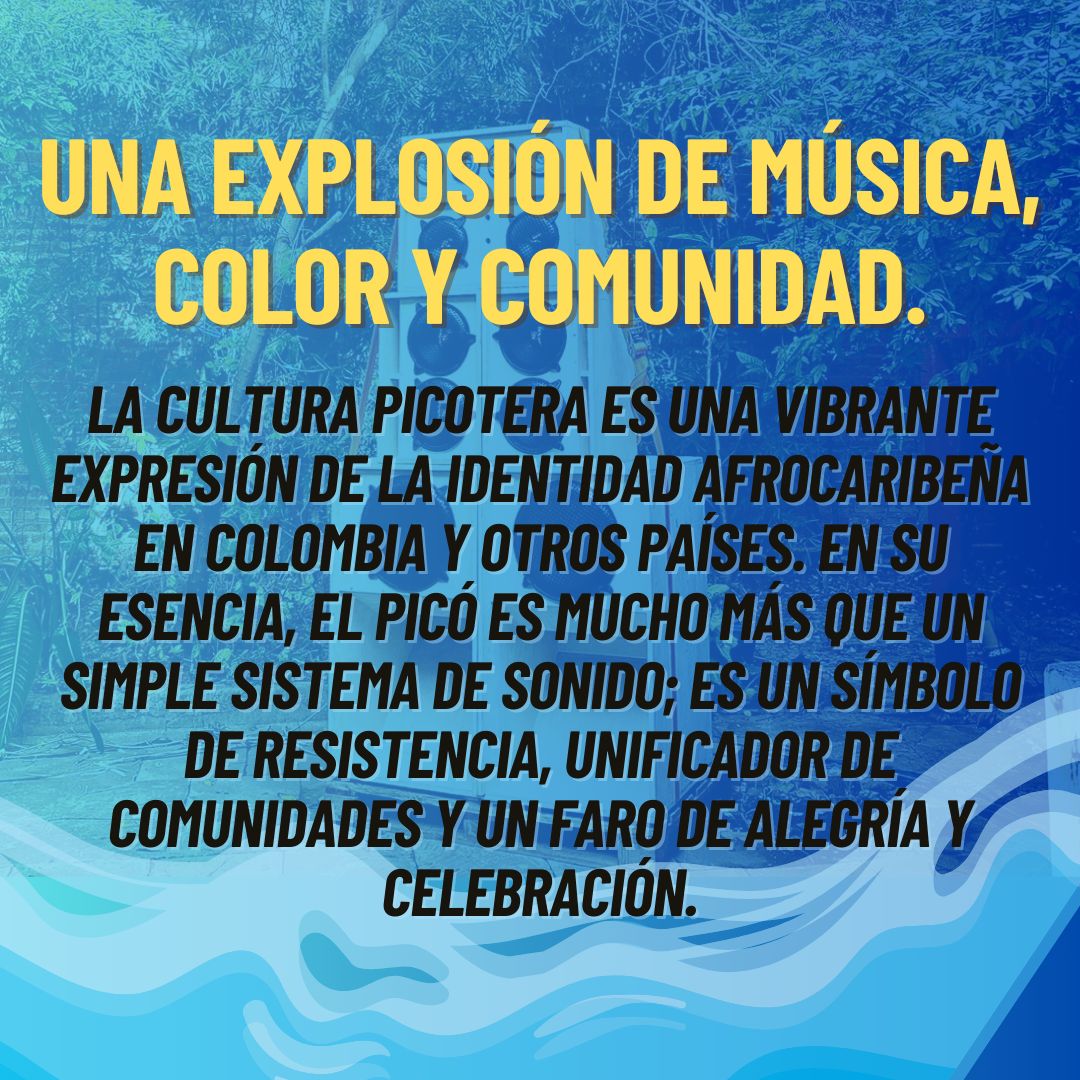 UNA EXPLOSIÓN DE MÚSICA,
COLOR Y COMUNIDAD.
LA CULTURA PICOTERA ES UNA VIBRANTE
EXPRESIÓN DE LA IDENTIDAD AFROCARIBEÑA
EN COLOMBIA Y OTROS PAÍSES. EN SU
ESENCIA, EL PICÓ ES MUCHO MÁS QUE UN
SIMPLE SISTEMA DE SONIDO; ES UN SÍMBOLO
DE RESISTENCIA, UNIFICADOR DE
COMUNIDADES Y UN FARO DE ALEGRÍA Y
CELEBRACIÓN.